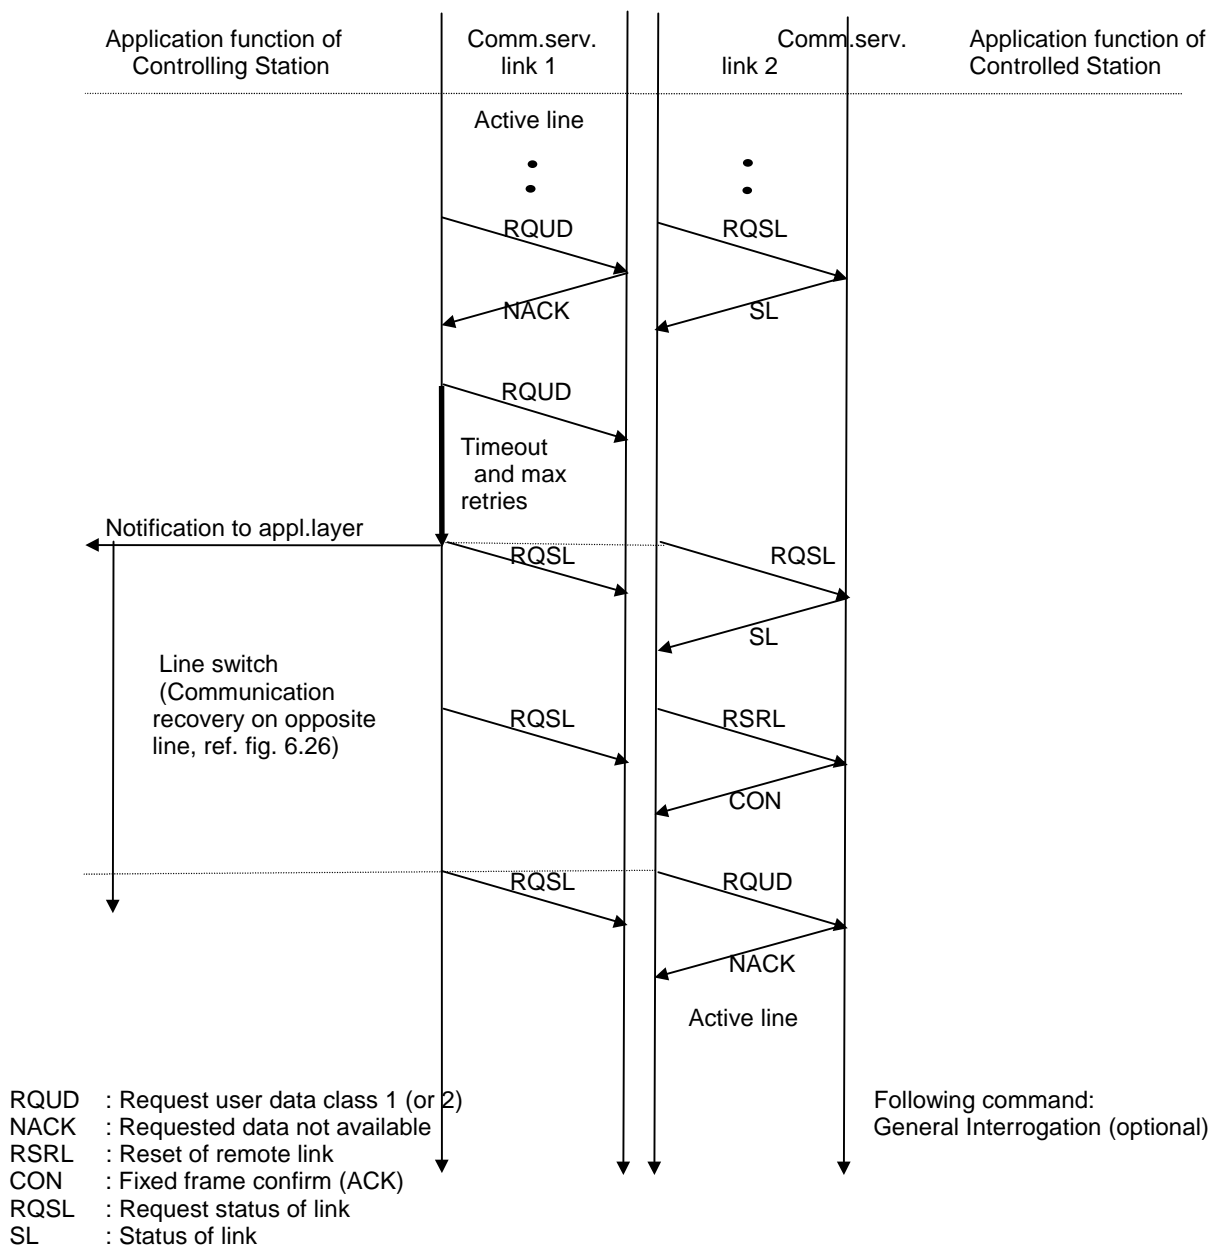 Application function of
Controlling Station
Comm.serv.
link 1
Comm.serv.
link 2
Application function of
Controlled Station
Active line
RQUD
RQSL
NACK
SL
RQUD
Timeout
and max
retries
Notification to appl.layer
RQSL
RQSL
SL
Line switch
(Communication
recovery on opposite
line, ref. fig. 6.26)
RQSL
RSRL
CON
RQSL
RQUD
NACK
Active line
RQUD : Request user data class 1 (or 2)
NACK : Requested data not available
RSRL : Reset of remote link
CON : Fixed frame confirm (ACK)
RQSL : Request status of link
SL : Status of link
Following command:
General Interrogation (optional)